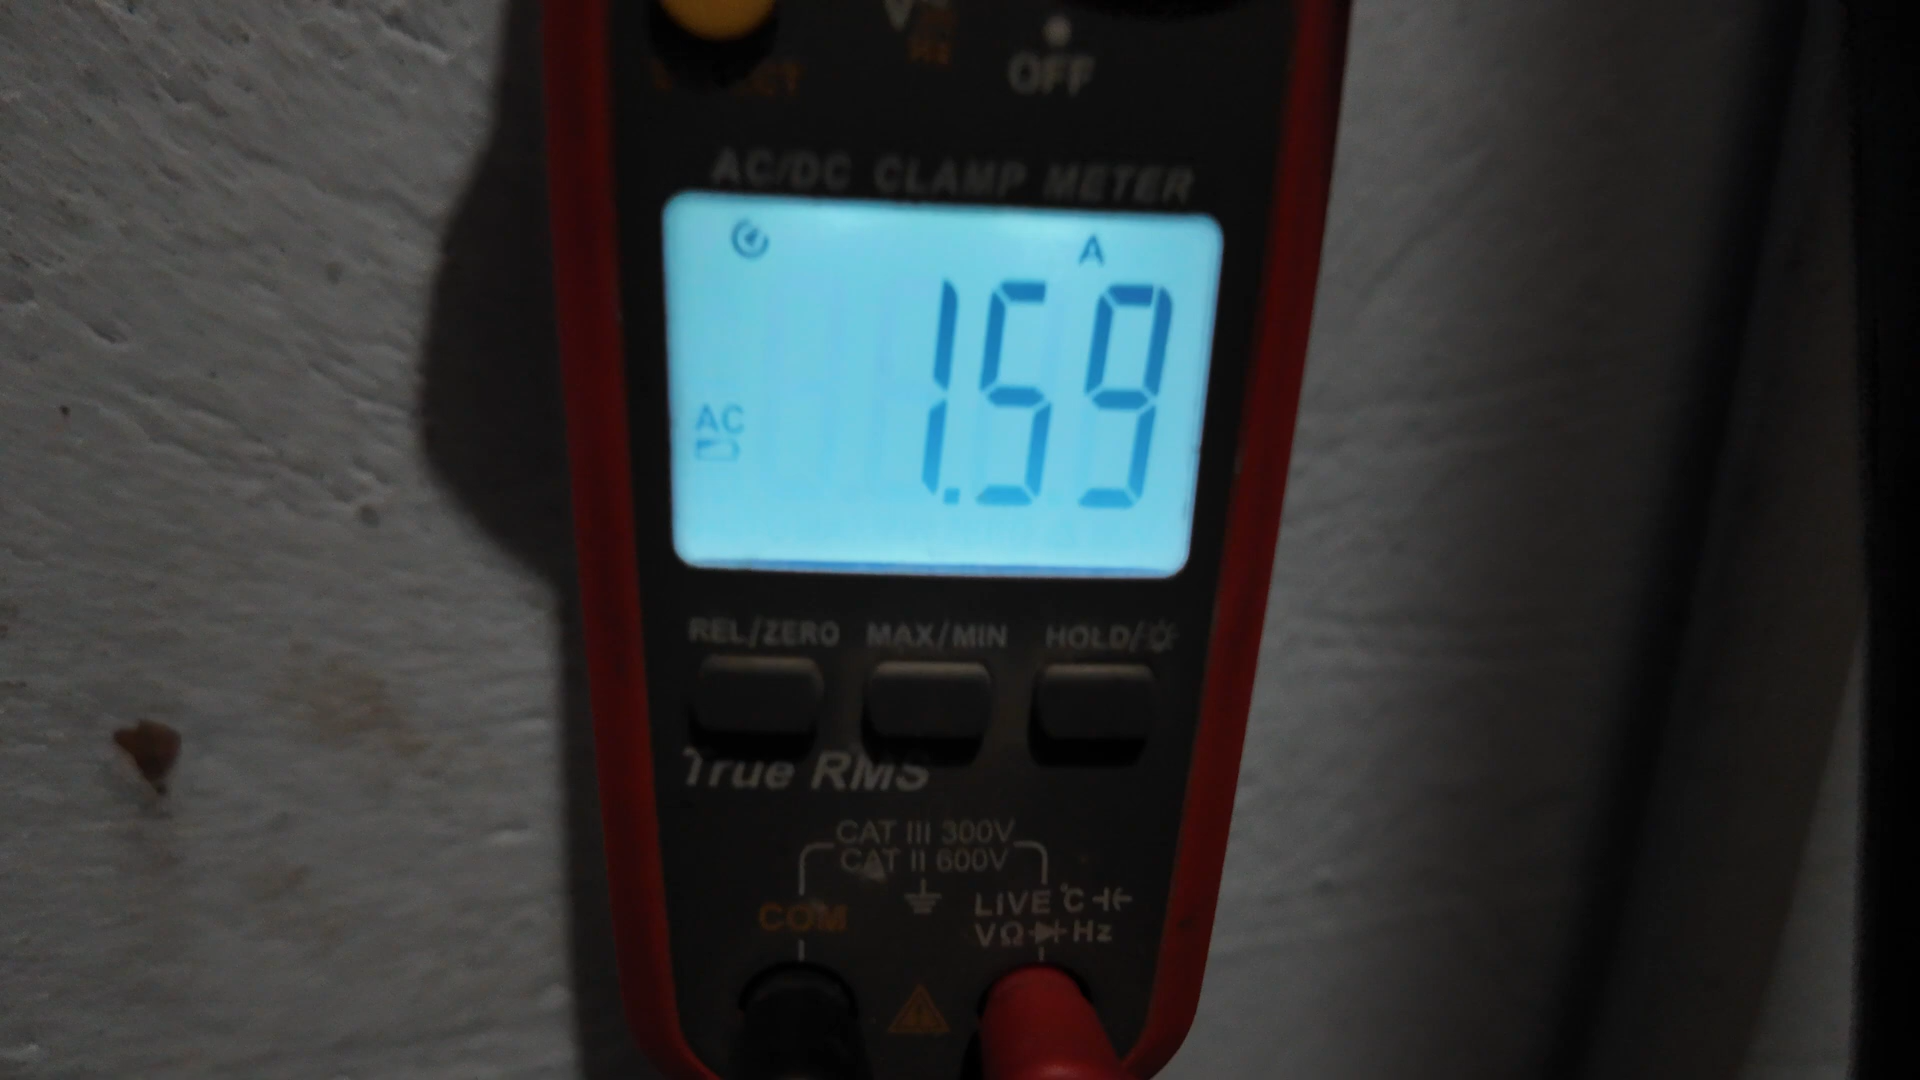 OFF
AC/DC CLAMP METER
A
1.59
AC
REL/ZERO MAX/MIN HOLD/
True RMS
CAT III 300V
CAT II 600V
COM
LIVE °C
VΩ Hz